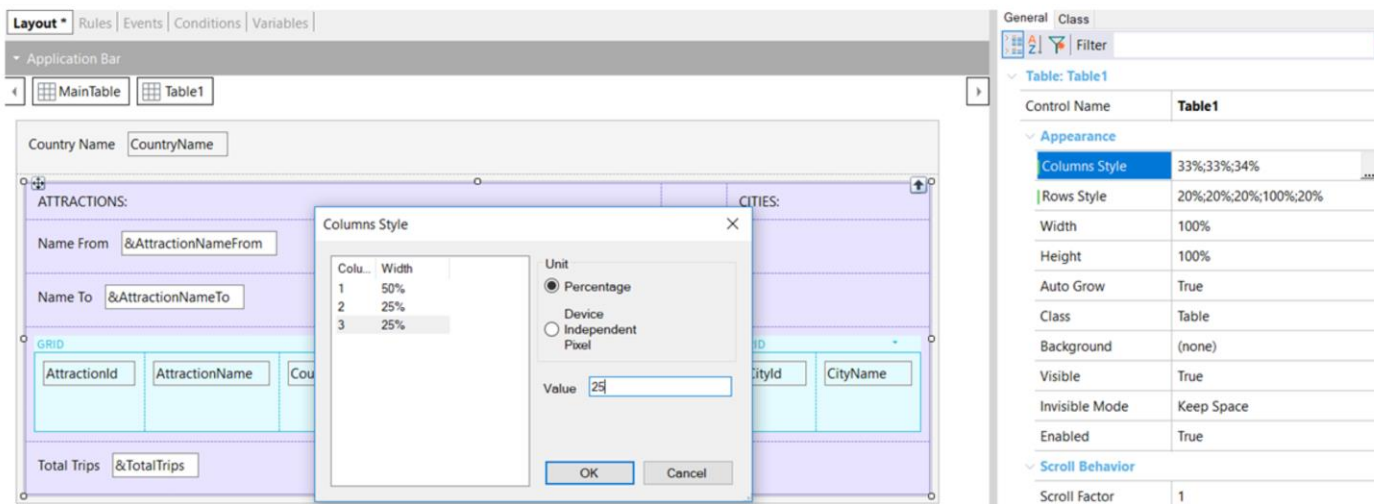 Layout * Rules Events Conditions Variables
Application Bar
MainTable Table1
Country Name CountryName
ATTRACTIONS: CITIES:
Name From &AttractionNameFrom
Name To &AttractionNameTo
GRID
AttractionId AttractionName Cou
CityId CityName
Total Trips &TotalTrips
Columns Style
Colu... Width
1 50%
2 25%
3 25%
Unit
Percentage
Device
Independent
Pixel
Value 25
OK Cancel
General Class
Filter
Table: Table1
Control Name Table1
Appearance
Columns Style 33%;33%;34% ...
Rows Style 20%;20%;20%;100%;20%
Width 100%
Height 100%
Auto Grow True
Class Table
Background (none)
Visible True
Invisible Mode Keep Space
Enabled True
Scroll Behavior
Scroll Factor 1